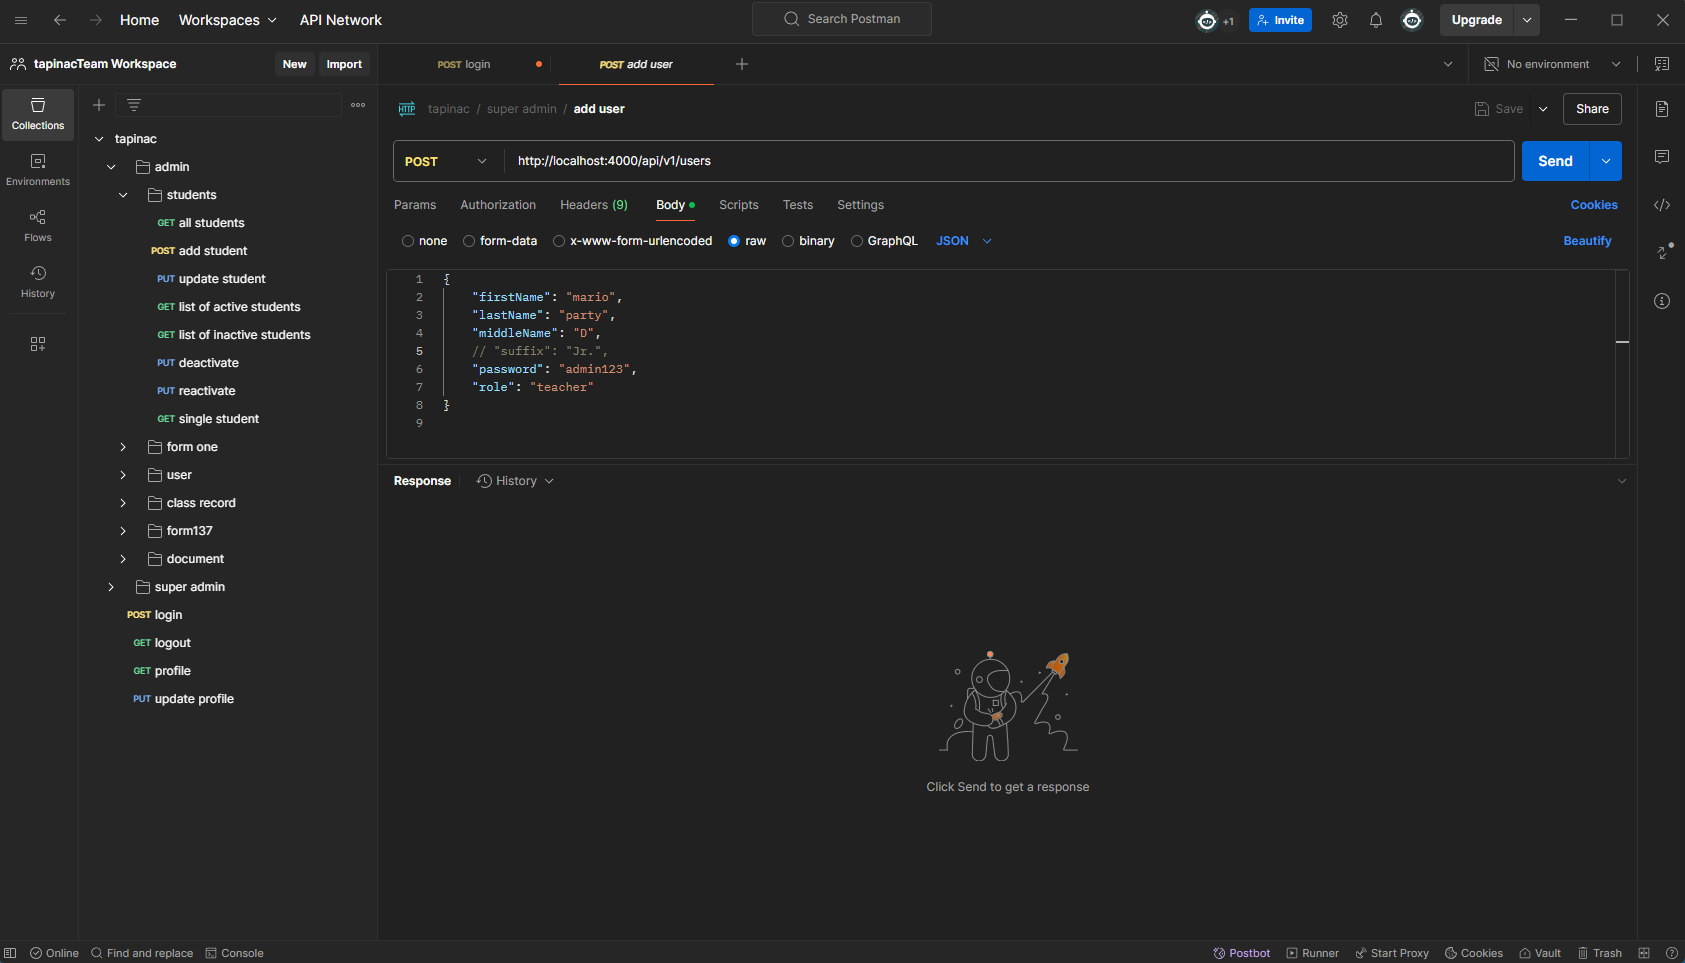 Home Workspaces API Network Search Postman +1 Invite Upgrade
tapinacTeam Workspace New Import POST login POST add user No environment
Collections
Environments
Flows
History
tapinac
admin
students
GET all students
POST add student
PUT update student
GET list of active students
GET list of inactive students
PUT deactivate
PUT reactivate
GET single student
form one
user
class record
form137
document
super admin
POST login
GET logout
GET profile
PUT update profile
HTTP tapinac / super admin / add user Save Share
POST http://localhost:4000/api/v1/users Send
Params Authorization Headers (9) Body Scripts Tests Settings Cookies
none form-data x-www-form-urlencoded raw binary GraphQL JSON Beautify
1 {
2 "firstName": "mario",
3 "lastName": "party",
4 "middleName": "D",
5 // "suffix": "Jr.",
6 "password": "admin123",
7 "role": "teacher"
8 }
9
Response History
Click Send to get a response
Online Find and replace Console Postbot Runner Start Proxy Cookies Vault Trash